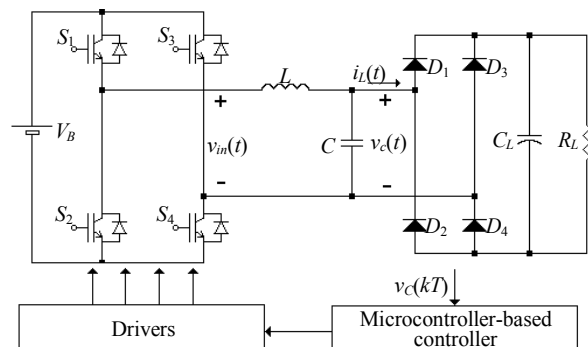 S1 S3
D1 D3
iL(t)
L
+ +
VB vin(t) C vc(t) CL RL
- -
S2 S4
D2 D4
vC(kT)
Drivers
Microcontroller-based
controller